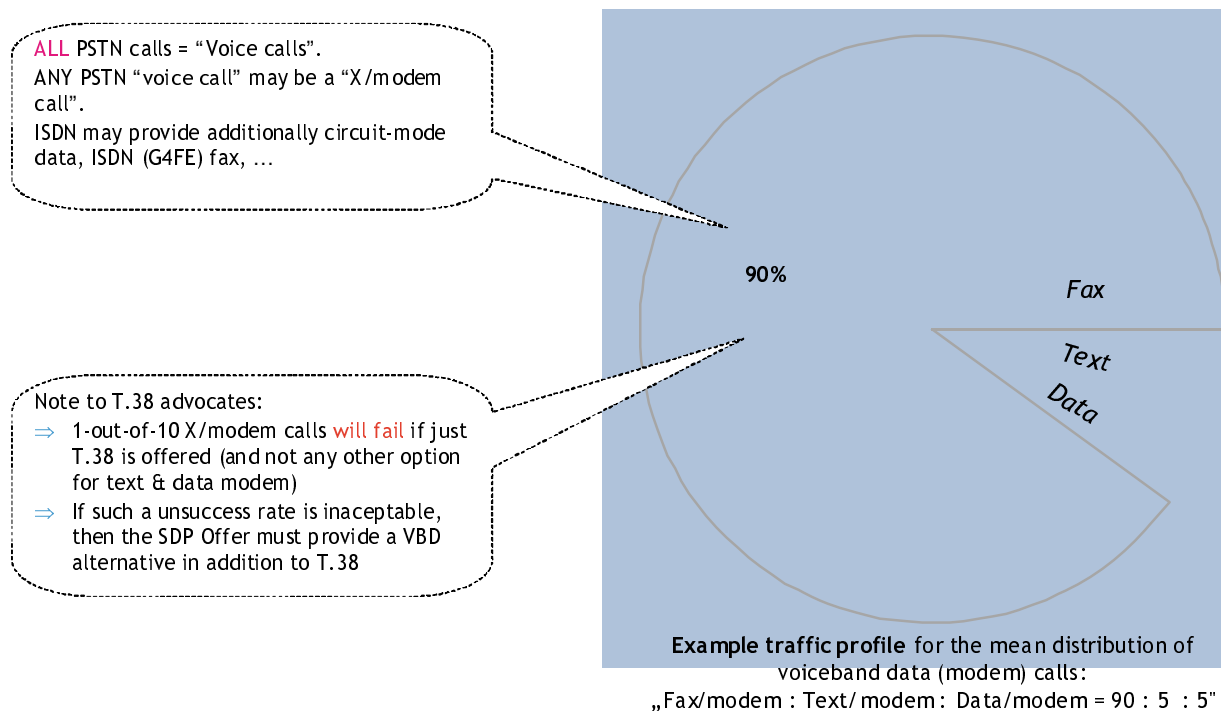 ALL PSTN calls = “Voice calls”.
ANY PSTN “voice call” may be a “X/modem
call”.
ISDN may provide additionally circuit-mode
data, ISDN (G4FE) fax, …
90%
Fax
Text
Data
Note to T.38 advocates:
⇒ 1-out-of-10 X/modem calls will fail if just
T.38 is offered (and not any other option
for text & data modem)
⇒ If such a unsuccess rate is inaceptable,
then the SDP Offer must provide a VBD
alternative in addition to T.38
Example traffic profile for the mean distribution of
voiceband data (modem) calls:
„Fax/modem : Text/ modem : Data/modem = 90 : 5 : 5"